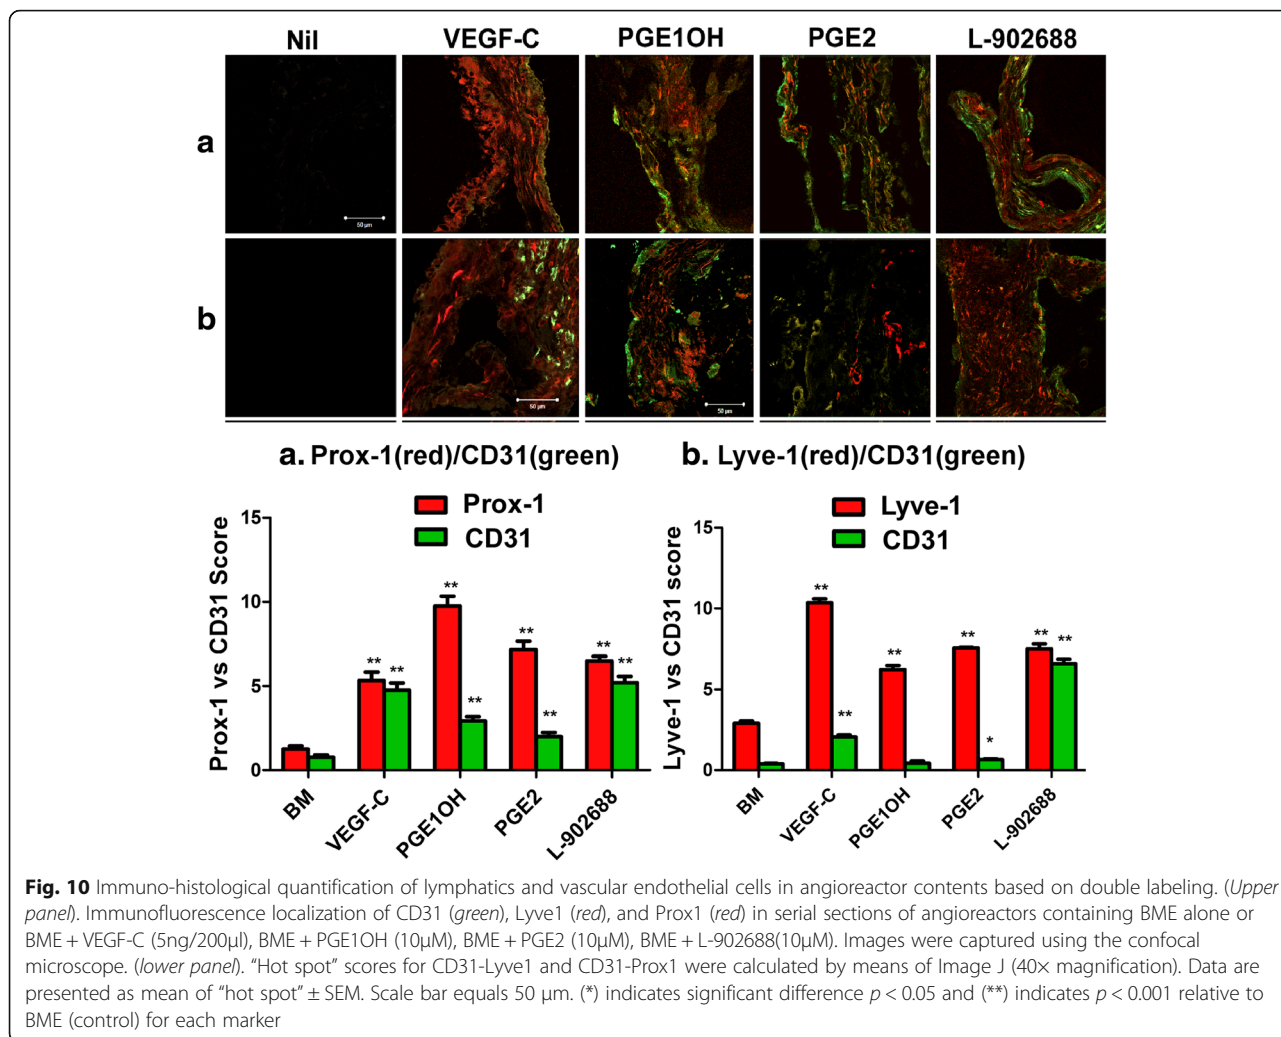 Nil VEGF-C PGE1OH PGE2 L-902688
a
50 µm
b
50 µm
50 µm
a. Prox-1(red)/CD31(green)
b. Lyve-1(red)/CD31(green)
Prox-1
CD31
Prox-1 vs CD31 Score
15
10
5
0
** ** ** ** ** ** ** **
BM VEGF-C PGE1OH PGE2 L-902688
Lyve-1
CD31
Lyve-1 vs CD31 score
15
10
5
0
** ** ** ** * ** **
BM VEGF-C PGE1OH PGE2 L-902688
Fig. 10 Immuno-histological quantification of lymphatics and vascular endothelial cells in angioreactor contents based on double labeling. (Upper
panel). Immunofluorescence localization of CD31 (green), Lyve1 (red), and Prox1 (red) in serial sections of angioreactors containing BME alone or
BME + VEGF-C (5ng/200µl), BME + PGE1OH (10µM), BME + PGE2 (10µM), BME + L-902688(10µM). Images were captured using the confocal
microscope. (lower panel). “Hot spot” scores for CD31-Lyve1 and CD31-Prox1 were calculated by means of Image J (40× magnification). Data are
presented as mean of “hot spot” ± SEM. Scale bar equals 50 µm. (*) indicates significant difference p < 0.05 and (**) indicates p < 0.001 relative to
BME (control) for each marker